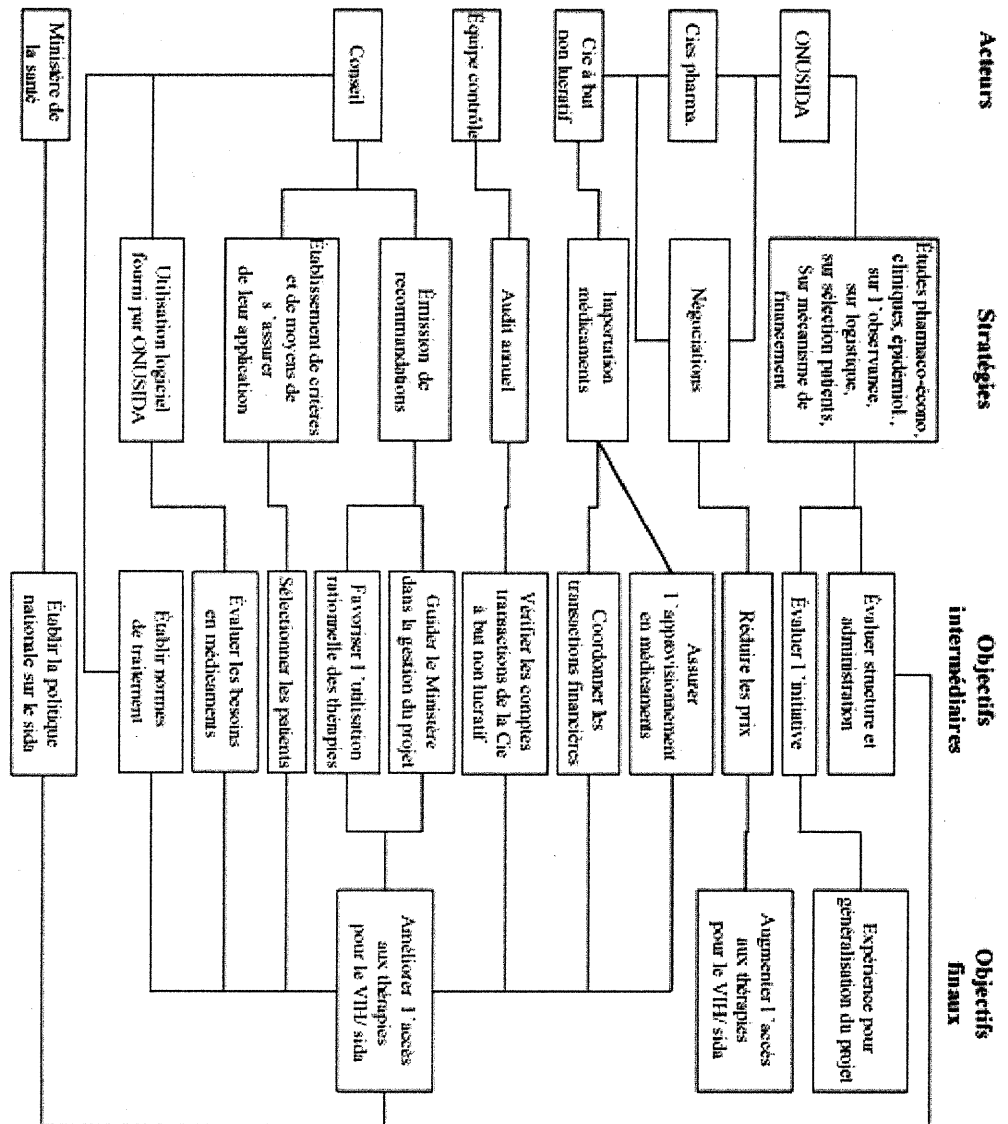 Acteurs
Stratégies
Objectifs
intermédiaires
Objectifs
finaux
ONUSIDA
Études pharmaco-écono,
cliniques, épidémiol.,
sur l'observance,
sur logistique,
sur sélection patients,
Sur mécanisme de
financement
Évaluer structure et
administration
Évaluer l'initiative
Expérience pour
généralisation du projet
Cies pharma.
Négociations
Réduire les prix
Augmenter l'accès
aux thérapies
pour le VIH/ sida
Cie à but
non lucratif
Importation
médicaments
Assurer
l'approvisionnement
en médicaments
Coordonner les
transactions financières
Équipe contrôle
Audit annuel
Vérifier les comptes
transactions de la Cie
à but non lucratif
Conseil
Émission de
recommandations
Guider le Ministère
dans la gestion du projet
Favoriser l'utilisation
rationnelle des thérapies
Améliorer l'accès
aux thérapies
pour le VIH/ sida
Établissement de critères
et de moyens de
s'assurer
de leur application
Sélectionner les patients
Utilisation logiciel
fourni par ONUSIDA
Évaluer les besoins
en médicaments
Établir normes
de traitement
Ministère de
la santé
Établir la politique
nationale sur le sida